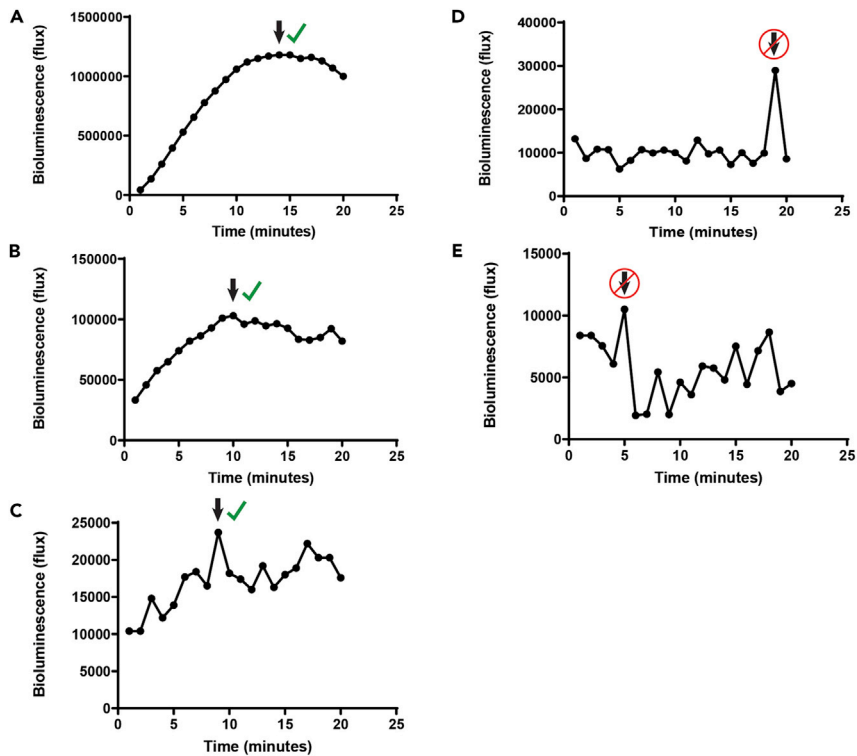 A
Bioluminescence (flux)
1500000
1000000
500000
0
0 5 10 15 20 25
Time (minutes)
B
Bioluminescence (flux)
150000
100000
50000
0
0 5 10 15 20 25
Time (minutes)
C
Bioluminescence (flux)
25000
20000
15000
10000
5000
0
0 5 10 15 20 25
Time (minutes)
D
Bioluminescence (flux)
40000
30000
20000
10000
0
0 5 10 15 20 25
Time (minutes)
E
Bioluminescence (flux)
15000
10000
5000
0
0 5 10 15 20 25
Time (minutes)